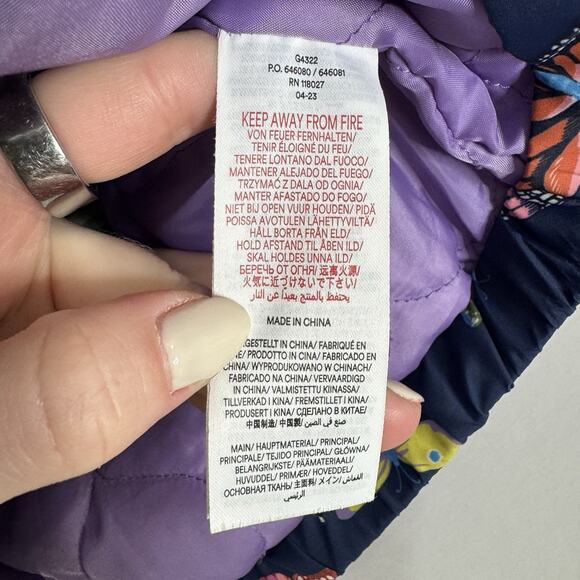 G4322
P.O. 646080 / 646081
RN 118027
04-23
KEEP AWAY FROM FIRE
VON FEUER FERNHALTEN/
TENIR ÉLOIGNÉ DU FEU/
TENERE LONTANO DAL FUOCO/
MANTENER ALEJADO DEL FUEGO/
TRZYMAĆ Z DALA OD OGNIA/
MANTER AFASTADO DO FOGO/
NIET BIJ OPEN VUUR HOUDEN/ PIDÄ
POISSA AVOTULEN LÄHETTYVILTÄ/
HÅLL BORTA FRÅN ELD/
HOLD AFSTAND TIL ÅBEN ILD/
SKAL HOLDES UNNA ILD/
БЕРЕЧЬ ОТ ОГНЯ/ 远离火源/
火気に近づけないで下さい/
يحتفظ بالمنتج بعيدًا عن النار
MADE IN CHINA
GESTELLT IN CHINA/ FABRIQUÉ EN
NE/ PRODOTTO IN CINA/ FABRICADO EN
CHINA/ WYPRODUKOWANO W CHINACH/
FABRICADO NA CHINA/ VERVAARDIGD
IN CHINA/ VALMISTETTU KIINASSA/
TILLVERKAD I KINA/ FREMSTILLET I KINA/
PRODUSERT I KINA/ СДЕЛАНО В КИТАЕ/
中国制造/ 中国製/ صنع في الصين
MAIN/ HAUPTMATERIAL/ PRINCIPAL/
PRINCIPALE/ TEJIDO PRINCIPAL/ GŁÓWNA/
BELANGRIJKSTE/ PÄÄMATERIAALI/
PRINCIPAL/ PRIMÆR/ HOVEDDEL/
ОСНОВНАЯ ТКАНЬ/ 主面料/ メイン/ القماش
الرئيسي